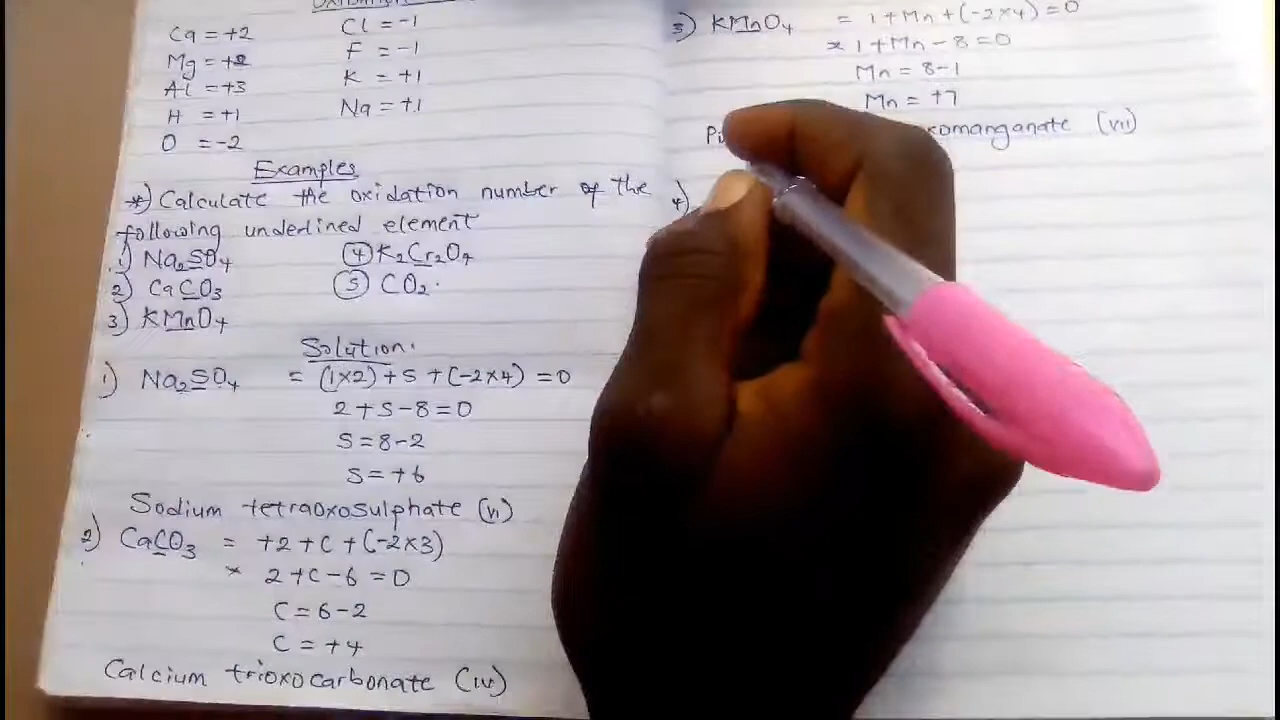 Ca = +2
Mg = +2
Al = +3
H = +1
O = -2
Cl = -1
F = -1
K = +1
Na = +1
Examples
*) Calculate the oxidation number of the
following underlined element
1) Na₂SO₄
2) CaCO₃
3) KMnO₄
④ K₂Cr₂O₇
⑤ CO₂.
Solution.
1) Na₂SO₄ = (1x2) + S + (-2x4) = 0
2 + S - 8 = 0
S = 8 - 2
S = +6
Sodium tetraoxosulphate (vi)
2) CaCO₃ = +2 + C + (-2x3)
2 + C - 6 = 0
C = 6 - 2
C = +4
Calcium trioxocarbonate (iv)
3) KMnO₄ = 1 + Mn + (-2x4) = 0
1 + Mn - 8 = 0
Mn = 8 - 1
Mn = +7
(vii)
4)